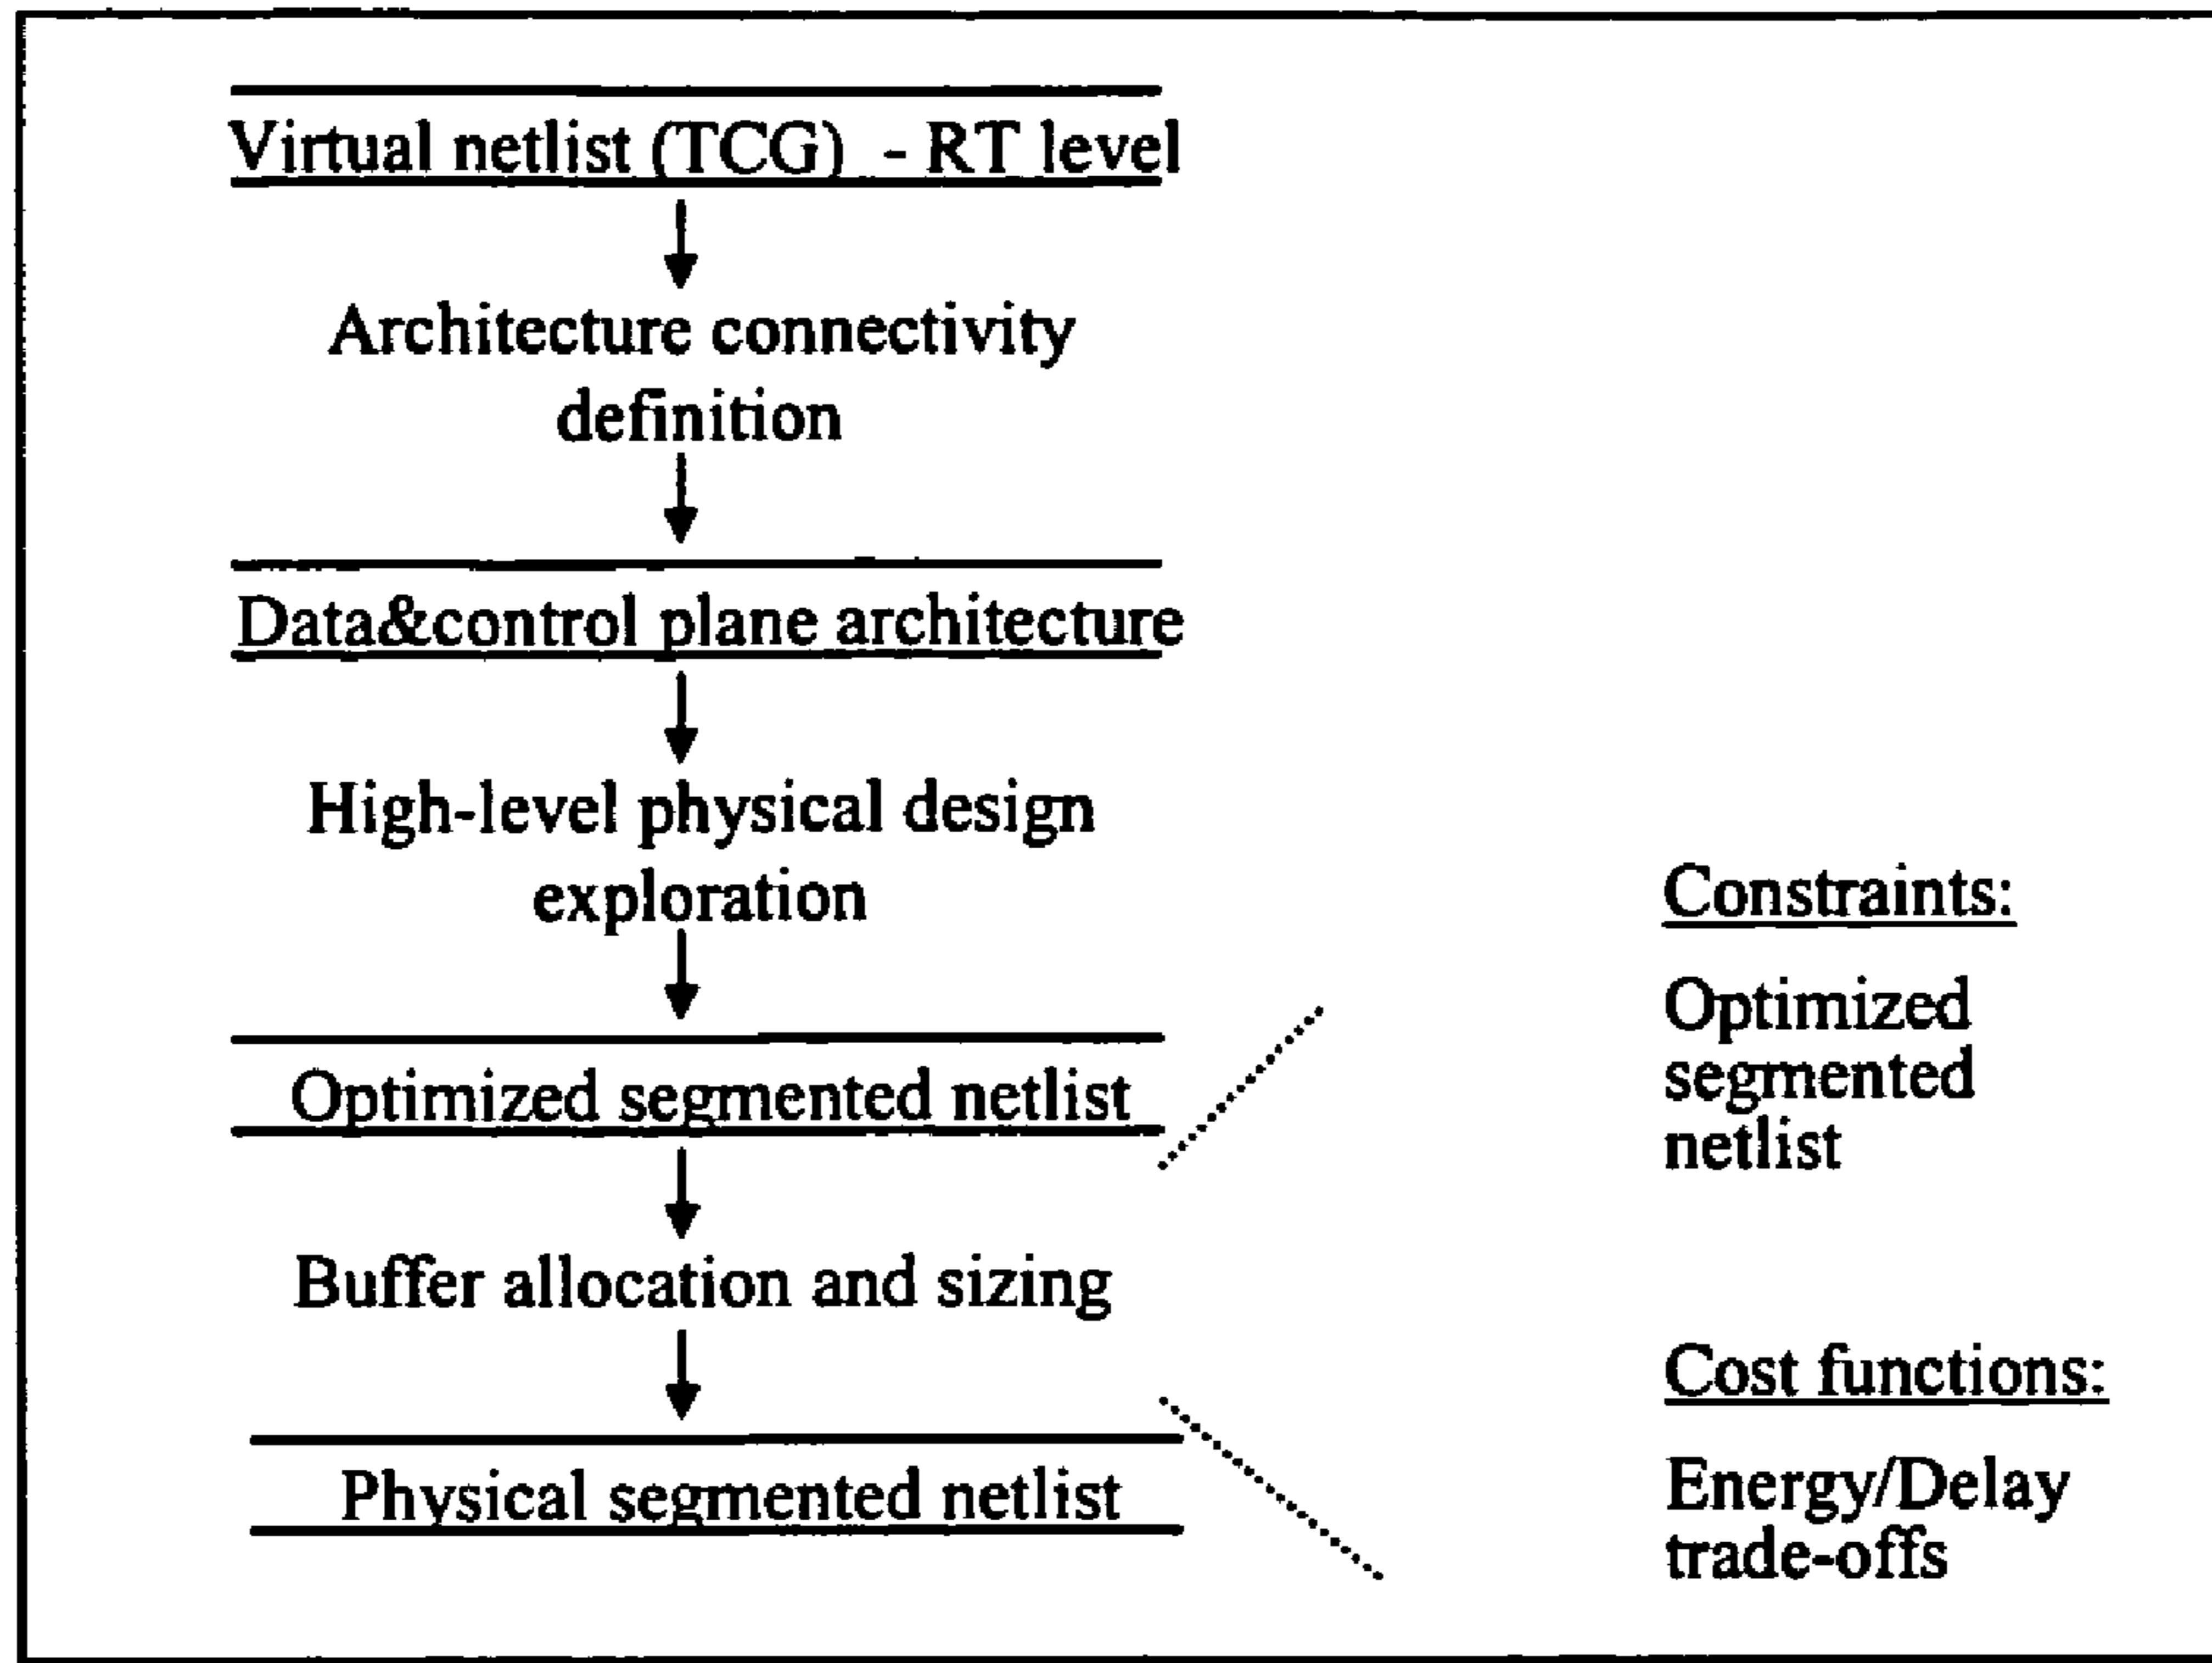 Virtual netlist (TCG) - RT level
Architecture connectivity
definition
Data&control plane architecture
High-level physical design
exploration
Optimized segmented netlist
Buffer allocation and sizing
Physical segmented netlist
Constraints:
Optimized
segmented
netlist
Cost functions:
Energy/Delay
trade-offs